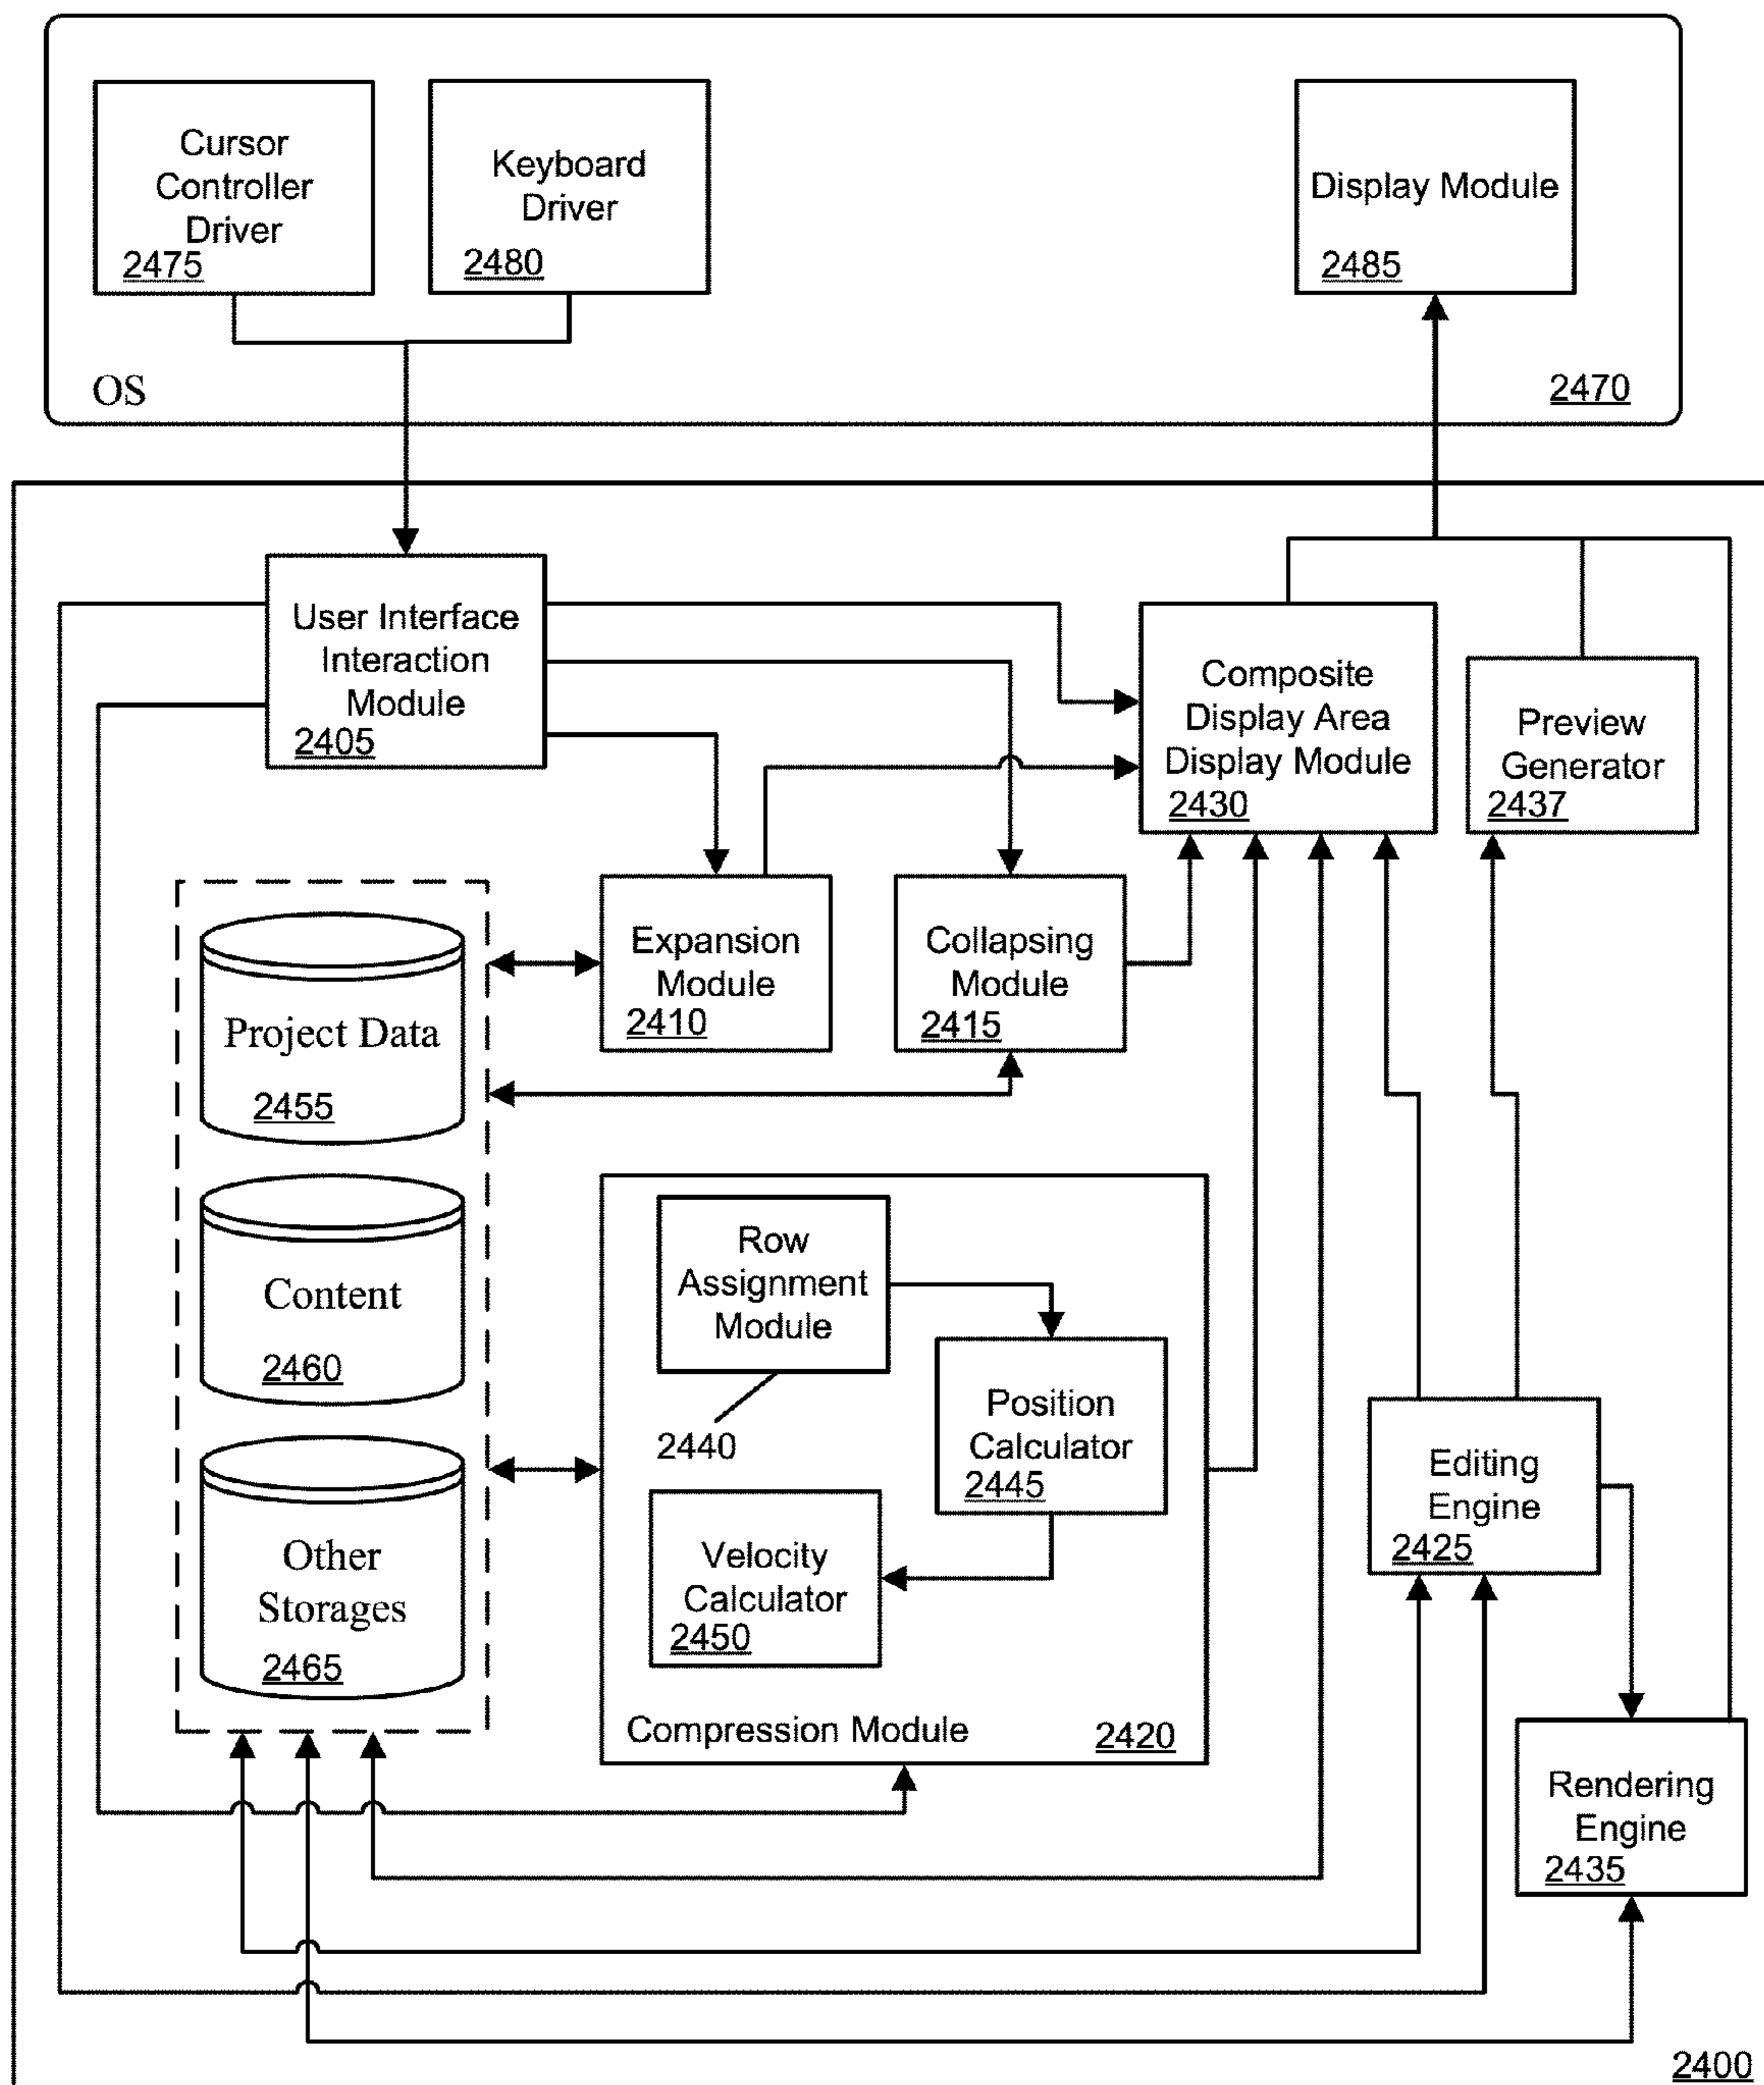 Cursor
Controller
Driver
2475
Keyboard
Driver
2480
Display Module
2485
OS
2470
User Interface
Interaction
Module
2405
Composite
Display Area
Display Module
2430
Preview
Generator
2437
Expansion
Module
2410
Collapsing
Module
2415
Project Data
2455
Content
2460
Other
Storages
2465
Row
Assignment
Module
2440
Position
Calculator
2445
Velocity
Calculator
2450
Compression Module
2420
Editing
Engine
2425
Rendering
Engine
2435
2400